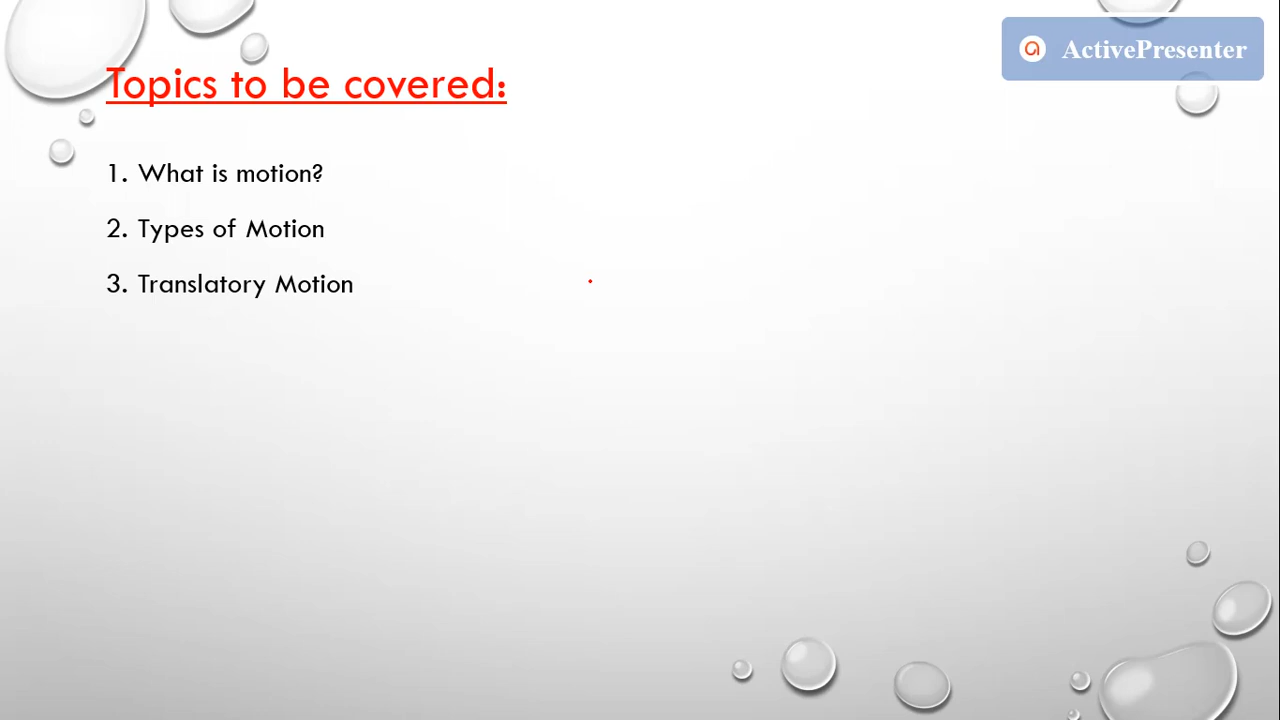 ActivePresenter
Topics to be covered:
1. What is motion?
2. Types of Motion
3. Translatory Motion